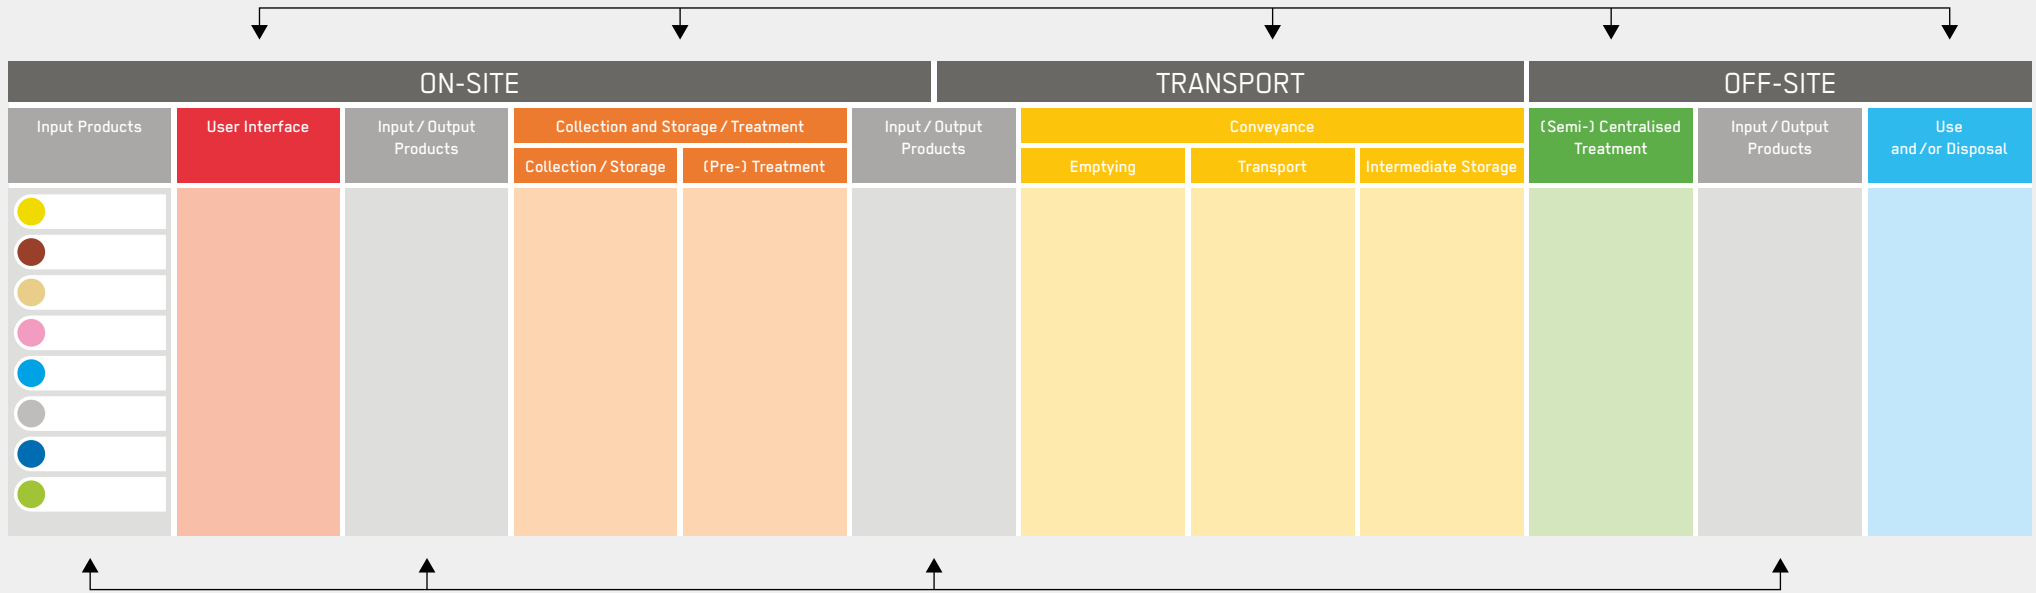 ON-SITE
TRANSPORT
OFF-SITE
Input Products
User Interface
Input / Output
Products
Collection and Storage / Treatment
Collection / Storage
(Pre-) Treatment
Input / Output
Products
Conveyance
Emptying
Transport
Intermediate Storage
(Semi-) Centralised
Treatment
Input / Output
Products
Use
and /or Disposal